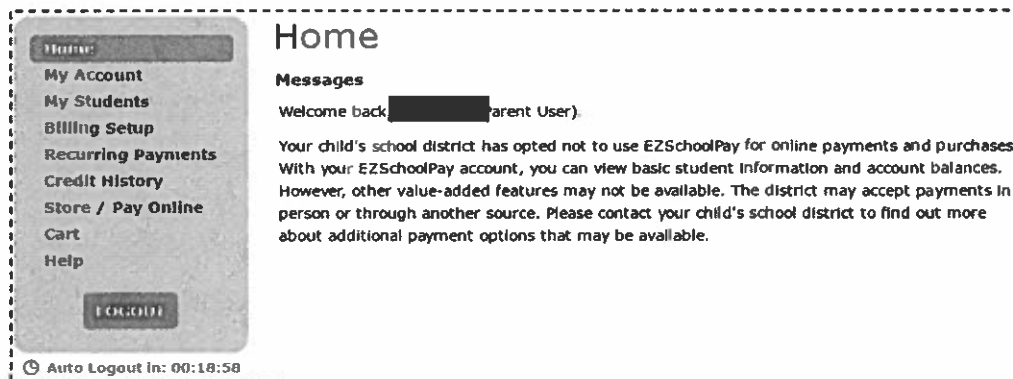 Home
My Account
My Students
Billing Setup
Recurring Payments
Credit History
Store / Pay Online
Cart
Help
LOGOUT
Auto Logout in: 00:18:58
Home
Messages
Welcome back arent User).
Your child's school district has opted not to use EZSchoolPay for online payments and purchases
With your EZSchoolPay account, you can view basic student information and account balances.
However, other value-added features may not be available. The district may accept payments in
person or through another source. Please contact your child's school district to find out more
about additional payment options that may be available.